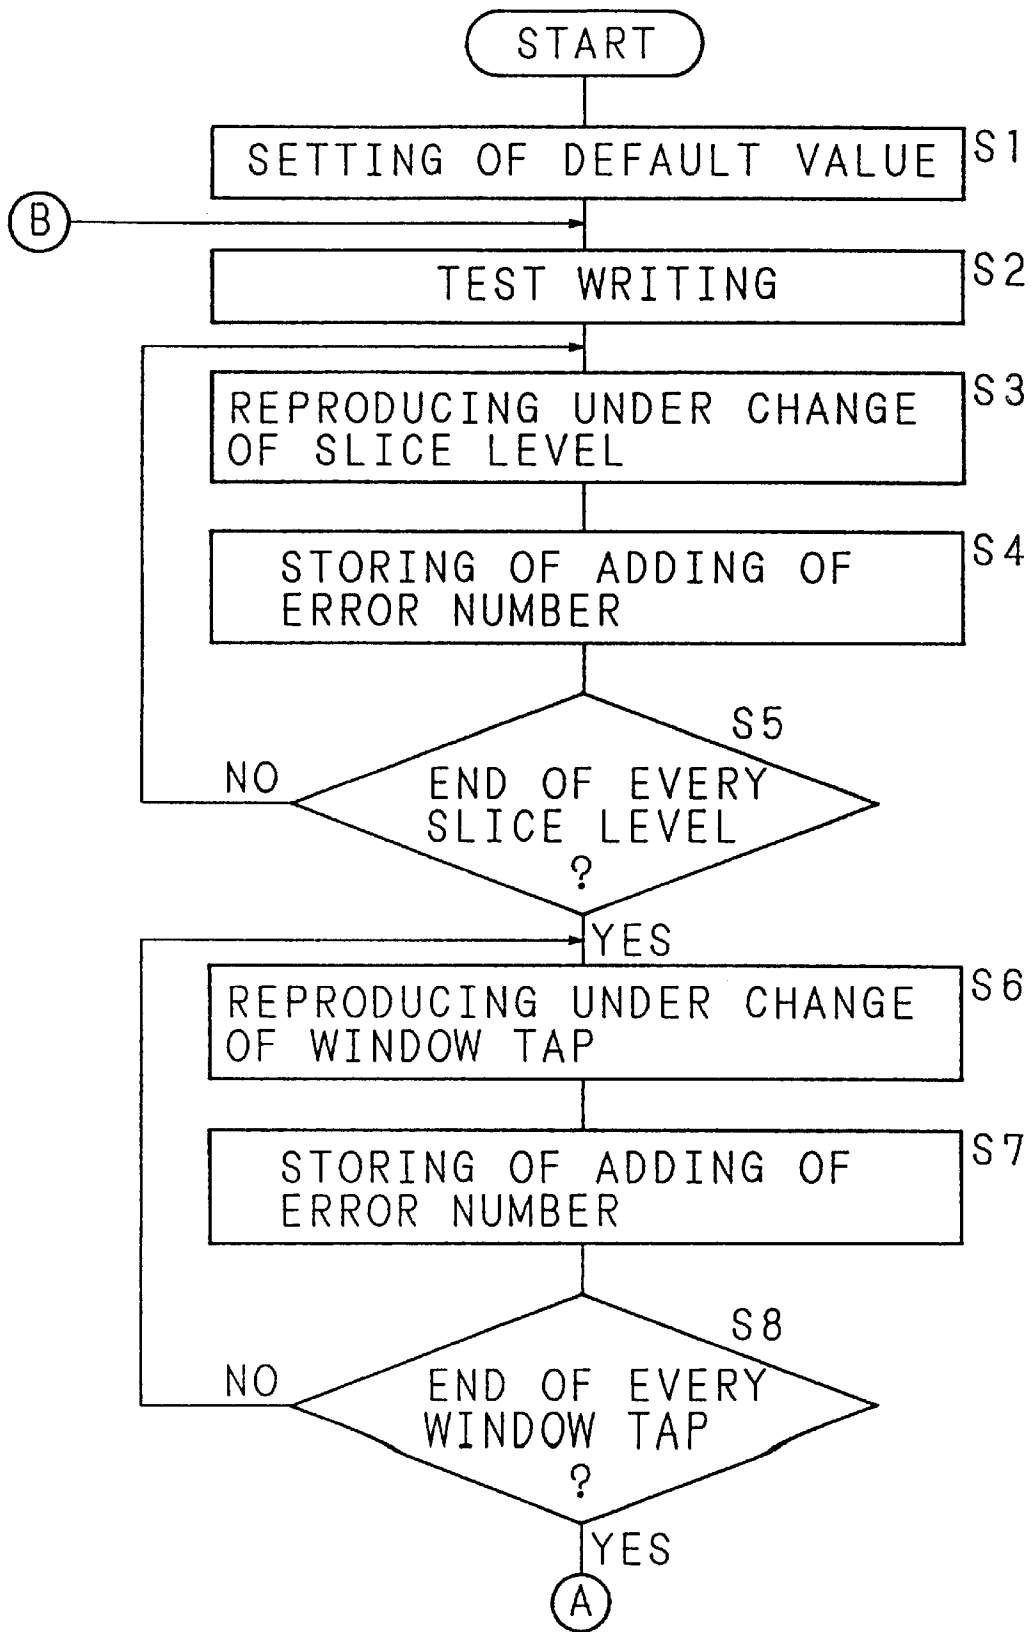 START
SETTING OF DEFAULT VALUE
S1
B
TEST WRITING
S2
REPRODUCING UNDER CHANGE
OF SLICE LEVEL
S3
STORING OF ADDING OF
ERROR NUMBER
S4
S5
NO
END OF EVERY
SLICE LEVEL
?
YES
REPRODUCING UNDER CHANGE
OF WINDOW TAP
S6
STORING OF ADDING OF
ERROR NUMBER
S7
S8
NO
END OF EVERY
WINDOW TAP
?
YES
A